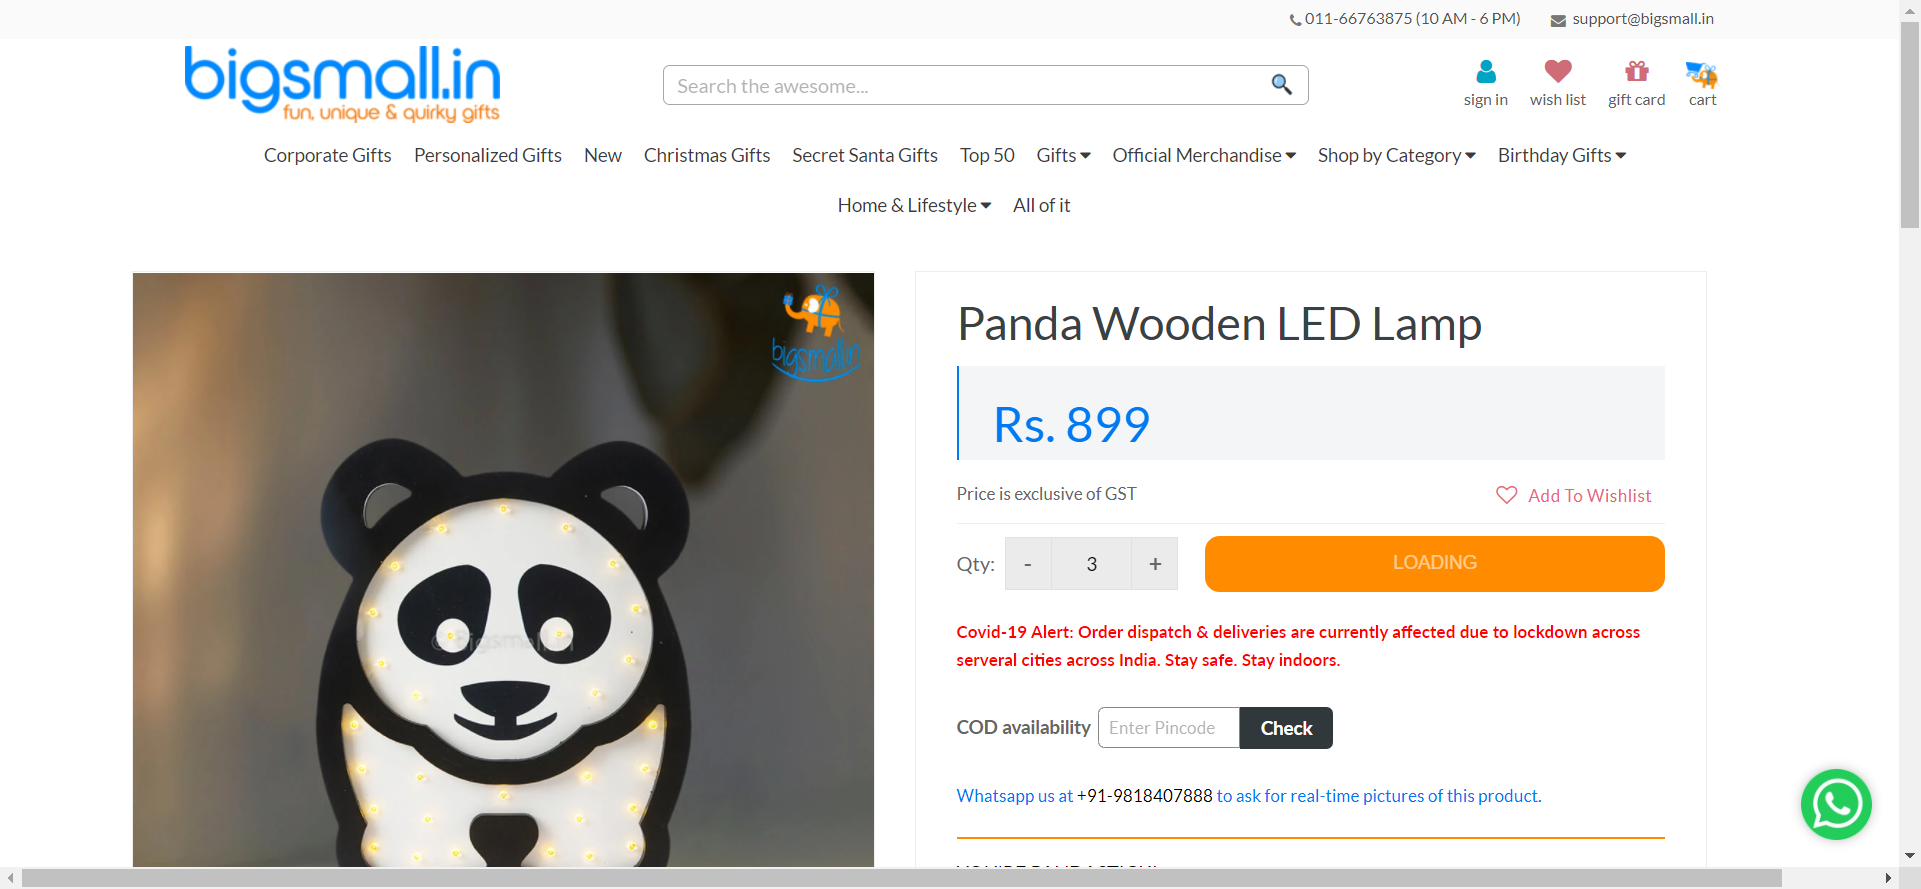 011-66763875 (10 AM - 6 PM) support@bigsmall.in
bigsmall.in
fun, unique & quirky gifts
Search the awesome...
sign in wish list gift card cart
Corporate Gifts Personalized Gifts New Christmas Gifts Secret Santa Gifts Top 50 Gifts Official Merchandise Shop by Category Birthday Gifts
Home & Lifestyle All of it
bigsmall.in
© Bigsmall.in
Panda Wooden LED Lamp
Rs. 899
Price is exclusive of GST Add To Wishlist
Qty: - 3 + LOADING
Covid-19 Alert: Order dispatch & deliveries are currently affected due to lockdown across
serveral cities across India. Stay safe. Stay indoors.
COD availability Enter Pincode Check
Whatsapp us at +91-9818407888 to ask for real-time pictures of this product.